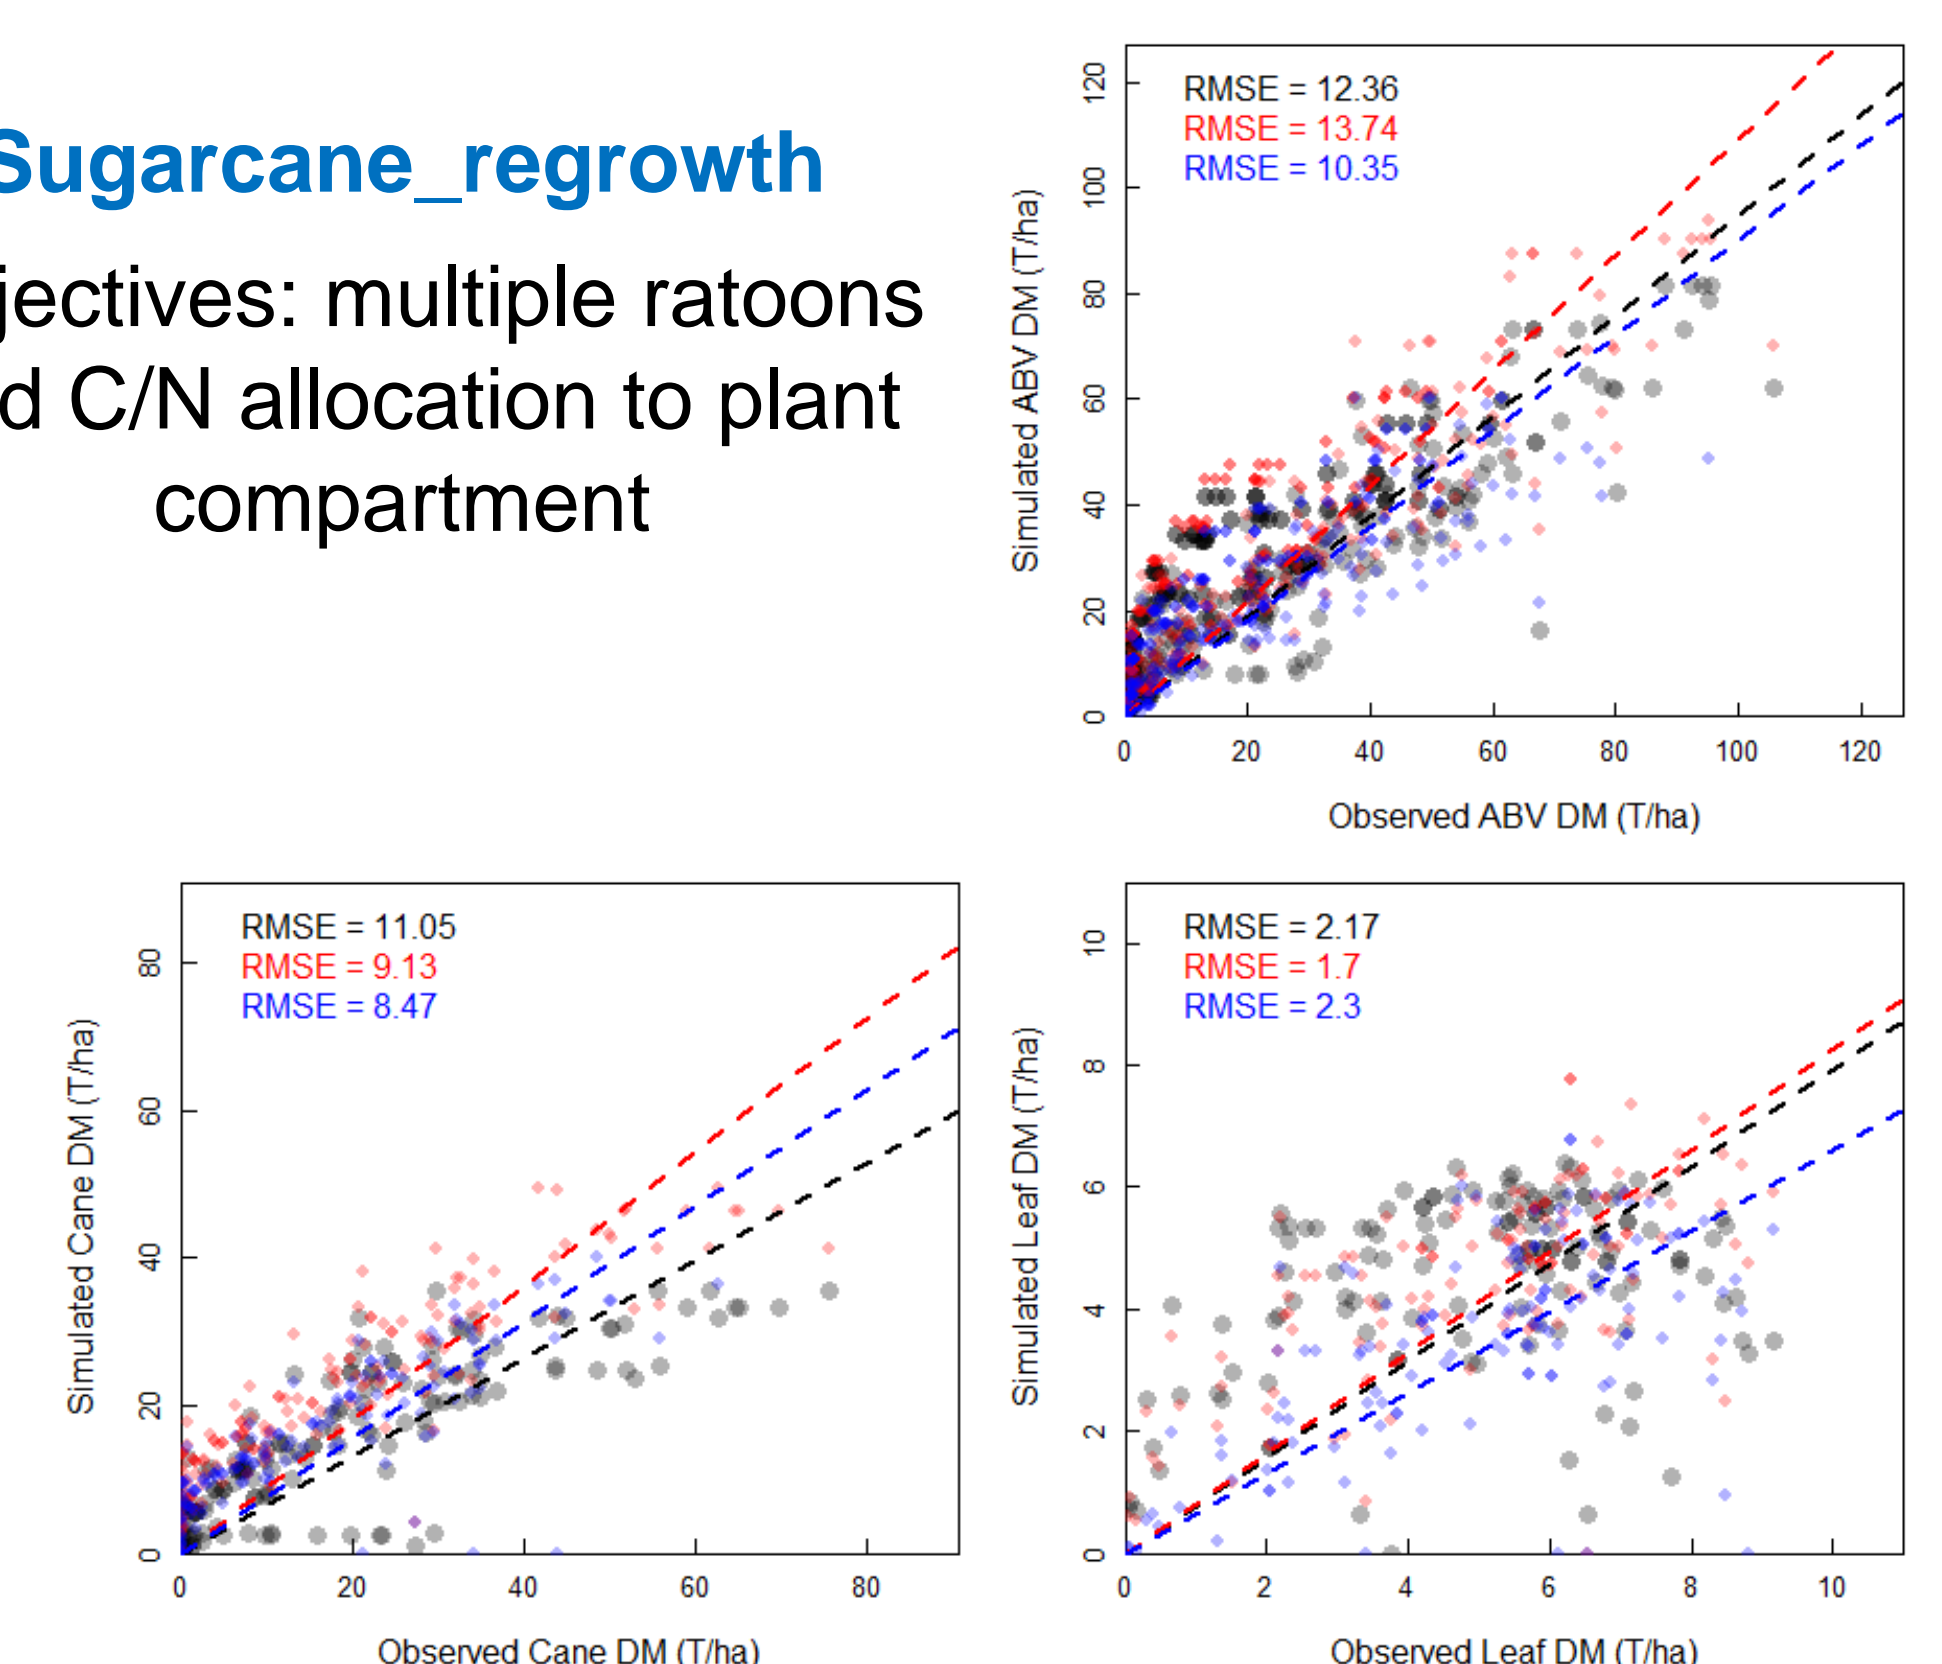 Sugarcane_regrowth
jectives: multiple ratoons
d C/N allocation to plant
compartment
RMSE = 12.36
RMSE = 13.74
RMSE = 10.35
Simulated ABV DM (T/ha)
0 20 40 60 80 100 120
0 20 40 60 80 100 120
Observed ABV DM (T/ha)
RMSE = 11.05
RMSE = 9.13
RMSE = 8.47
Simulated Cane DM (T/ha)
0 20 40 60 80
0 20 40 60 80
Observed Cane DM (T/ha)
RMSE = 2.17
RMSE = 1.7
RMSE = 2.3
Simulated Leaf DM (T/ha)
0 2 4 6 8 10
0 2 4 6 8 10
Observed Leaf DM (T/ha)